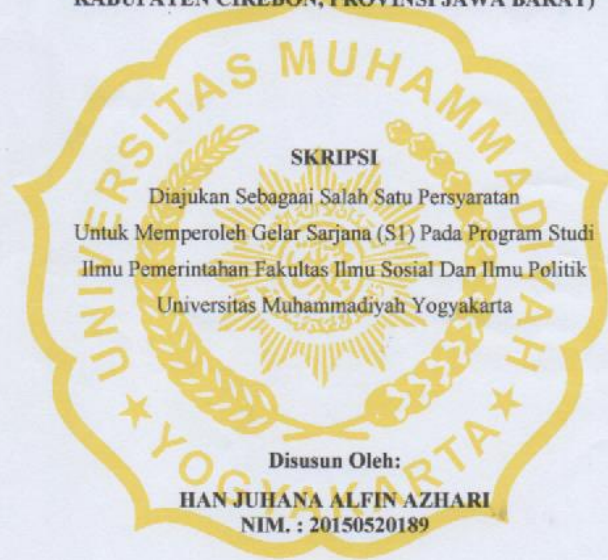 KABUPATEN CIREBON, PROVINSI JAWA BARAT)
UNIVERSITAS MUHAMMADIYAH
YOGYAKARTA
SKRIPSI
Diajukan Sebagaai Salah Satu Persyaratan
Untuk Memperoleh Gelar Sarjana (S1) Pada Program Studi
Ilmu Pemerintahan Fakultas Ilmu Sosial Dan Ilmu Politik
Universitas Muhammadiyah Yogyakarta
Disusun Oleh:
HAN JUHANA ALFIN AZHARI
NIM. : 20150520189